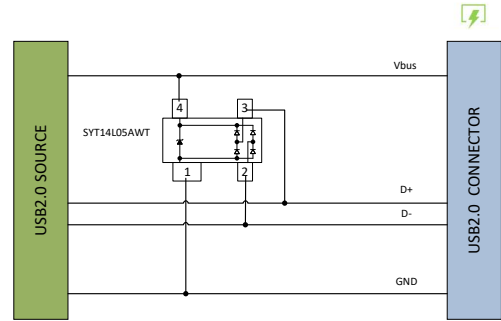 Vbus
4
3
SYT14L05AWT
1
2
USB2.0 SOURCE
USB2.0 CONNECTOR
D+
D-
GND